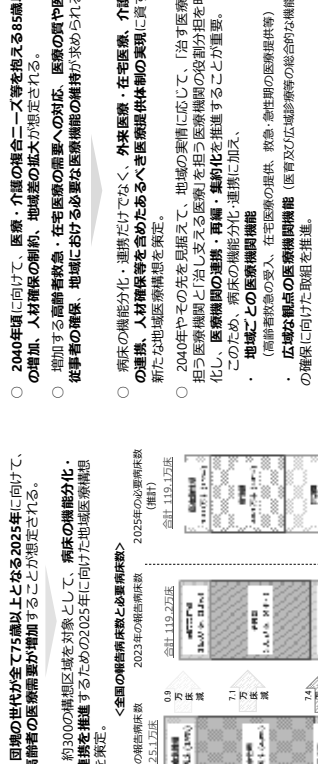 団塊の世代が全て75歳以上となる2025年に向けて、
高齢者の医療需要が増加することが想定される。
約300の構想区域を対象として、病床の機能分化・
連携を推進するための2025年に向けた地域医療構想
を策定。
<全国の報告病床数と必要病床数>
の報告病床数
25.1万床
2023年の報告病床数
合計 119.2万床
2025年の必要病床数
(推計)
合計 119.1万床
0.9
万
床
減
7.1
万
床
減
7.4
○ 2040年頃に向けて、医療・介護の複合ニーズ等を抱える85歳
の増加、人材確保の制約、地域差の拡大が想定される。
○ 増加する高齢者救急・在宅医療の需要への対応、医療の質や医
従事者の確保、地域における必要な医療機能の維持が求められる
○ 病床の機能分化・連携だけでなく、外来医療・在宅医療、介護
の連携、人材確保等を含めたあるべき医療提供体制の実現に資す
新たな地域医療構想を策定。
○ 2040年やその先を見据えて、地域の実情に応じて、「治す医療
担う医療機関と「治し支える医療」を担う医療機関の役割分担を明
化し、医療機関の連携・再編・集約化を推進することが重要。
このため、病床の機能分化・連携に加え、
・ 地域ごとの医療機関機能
(高齢者救急の受入、在宅医療の提供、救急・急性期の医療提供等)
・ 広域な観点の医療機関機能 (医育及び広域診療等の総合的な機能
の確保に向けた取組を推進。